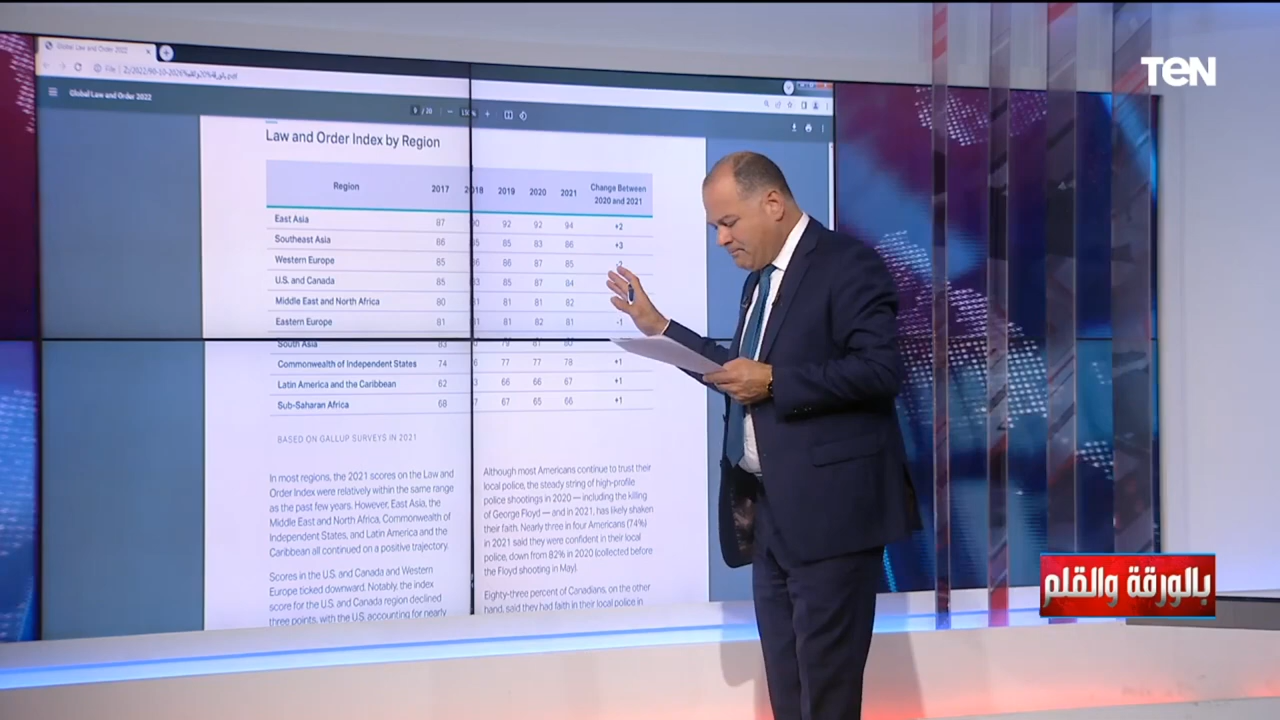 Global Law and Order 2022
File
Global Law and Order 2022
TEN
Law and Order Index by Region
Region 2017 2018 2019 2020 2021 Change Between 2020 and 2021
East Asia 87 92 92 94 +2
Southeast Asia 86 85 83 86 +3
Western Europe 85 86 87 85 -2
U.S. and Canada 85 85 87 84
Middle East and North Africa 80 81 81 82
Eastern Europe 81 81 82 81 -1
South Asia 83 79 81 80
Commonwealth of Independent States 74 77 77 78 +1
Latin America and the Caribbean 62 66 66 67 +1
Sub-Saharan Africa 68 67 65 66 +1
BASED ON GALLUP SURVEYS IN 2021
In most regions, the 2021 scores on the Law and
Order Index were relatively within the same range
as the past few years. However, East Asia, the
Middle East and North Africa, Commonwealth of
Independent States, and Latin America and the
Caribbean all continued on a positive trajectory.
Scores in the U.S. and Canada and Western
Europe ticked downward. Notably, the index
score for the U.S. and Canada region declined
three points, with the U.S. accounting for nearly
Although most Americans continue to trust their
local police, the steady string of high-profile
police shootings in 2020 — including the killing
of George Floyd — and in 2021, has likely shaken
their faith. Nearly three in four Americans (74%)
in 2021 said they were confident in their local
police, down from 82% in 2020 (collected before
the Floyd shooting in May).
Eighty-three percent of Canadians, on the other
hand, said they had faith in their local police in
بالورقة والقلم